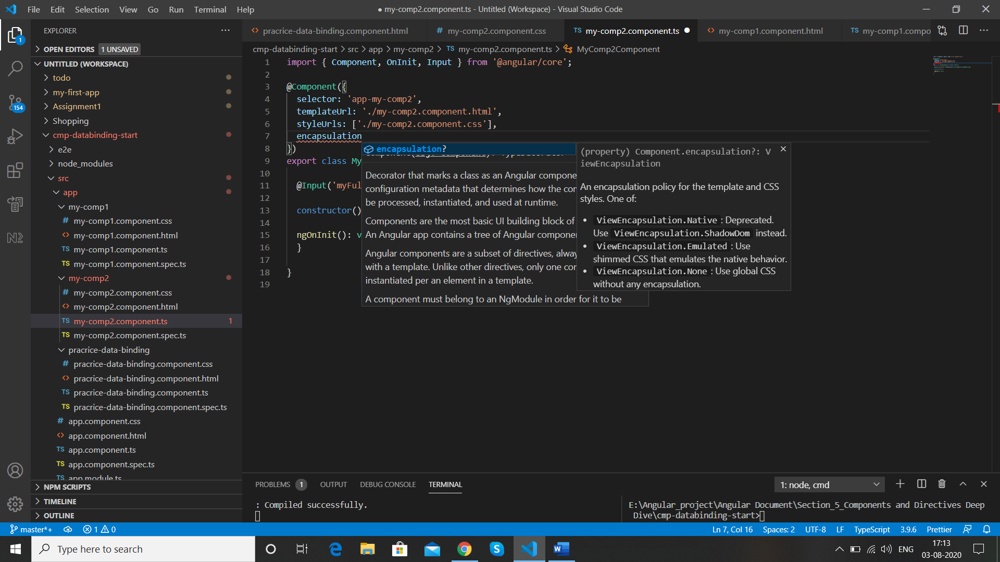 File Edit Selection View Go Run Terminal Help
● my-comp2.component.ts - Untitled (Workspace) - Visual Studio Code
EXPLORER
pracrice-data-binding.component.html
# my-comp2.component.css
TS my-comp2.component.ts
my-comp1.component.html
TS my-comp1.compo
OPEN EDITORS 1 UNSAVED
cmp-databinding-start > src > app > my-comp2 > TS my-comp2.component.ts > MyComp2Component
1
154
UNTITLED (WORKSPACE)
todo
my-first-app
Assignment1
Shopping
cmp-databinding-start
e2e
node_modules
src
app
my-comp1
# my-comp1.component.css
my-comp1.component.html
TS my-comp1.component.ts
TS my-comp1.component.spec.ts
my-comp2
# my-comp2.component.css
my-comp2.component.html
TS my-comp2.component.ts 1
TS my-comp2.component.spec.ts
pracrice-data-binding
# pracrice-data-binding.component.css
pracrice-data-binding.component.html
TS pracrice-data-binding.component.ts
TS pracrice-data-binding.component.spec.ts
# app.component.css
app.component.html
TS app.component.ts
TS app.component.spec.ts
TS app.module.ts
NPM SCRIPTS
TIMELINE
OUTLINE
1 import { Component, OnInit, Input } from '@angular/core';
2
3 @Component({
4 selector: 'app-my-comp2',
5 templateUrl: './my-comp2.component.html',
6 styleUrls: ['./my-comp2.component.css'],
7 encapsulation
8 })
9 export class My
10
11 @Input('myFul
12
13 constructor()
14
15 ngOnInit(): v
16 }
17
18 }
19
encapsulation?
Decorator that marks a class as an Angular compone
configuration metadata that determines how the cor
be processed, instantiated, and used at runtime.
Components are the most basic UI building block of
An Angular app contains a tree of Angular componer
Angular components are a subset of directives, alway
with a template. Unlike other directives, only one cor
instantiated per an element in a template.
A component must belong to an NgModule in order for it to be
(property) Component.encapsulation?: V
iewEncapsulation
An encapsulation policy for the template and CSS
styles. One of:
• ViewEncapsulation.Native : Deprecated.
Use ViewEncapsulation.ShadowDom instead.
• ViewEncapsulation.Emulated : Use
shimmed CSS that emulates the native behavior.
• ViewEncapsulation.None : Use global CSS
without any encapsulation.
PROBLEMS 1 OUTPUT DEBUG CONSOLE TERMINAL
1: node, cmd
: Compiled successfully.
E:\Angular_project\Angular Document\Section_5_Components and Directives Deep
Dive\cmp-databinding-start>
master*+ 1 0
Ln 7, Col 16 Spaces: 2 UTF-8 LF TypeScript 3.9.6 Prettier
Type here to search
ENG
17:13
03-08-2020